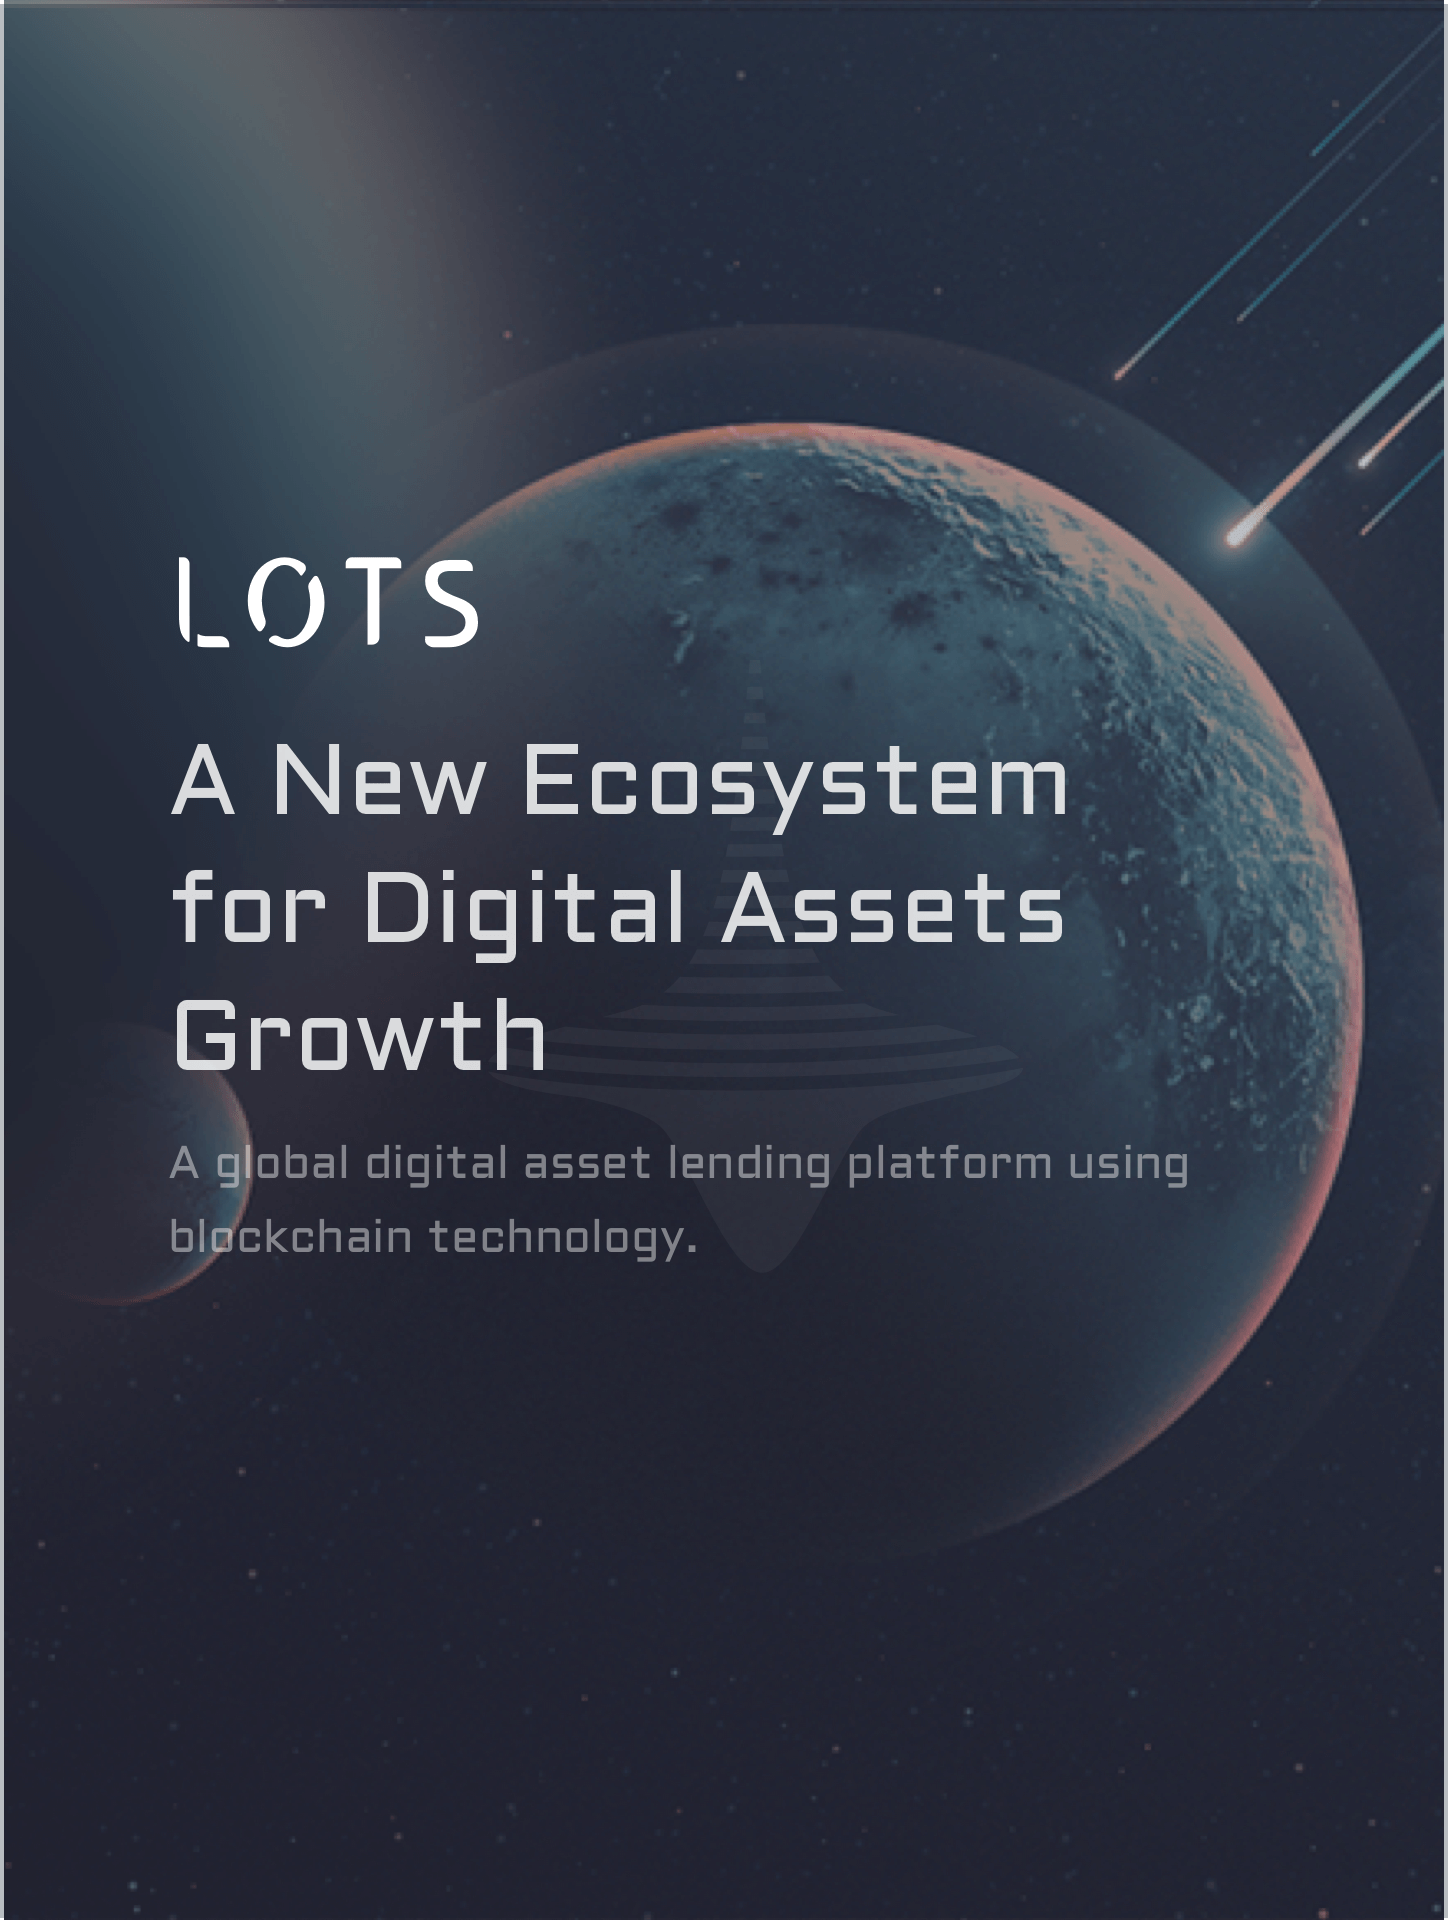 LOTS
A New Ecosystem
for Digital Assets
Growth
A global digital asset lending platform using
blockchain technology.